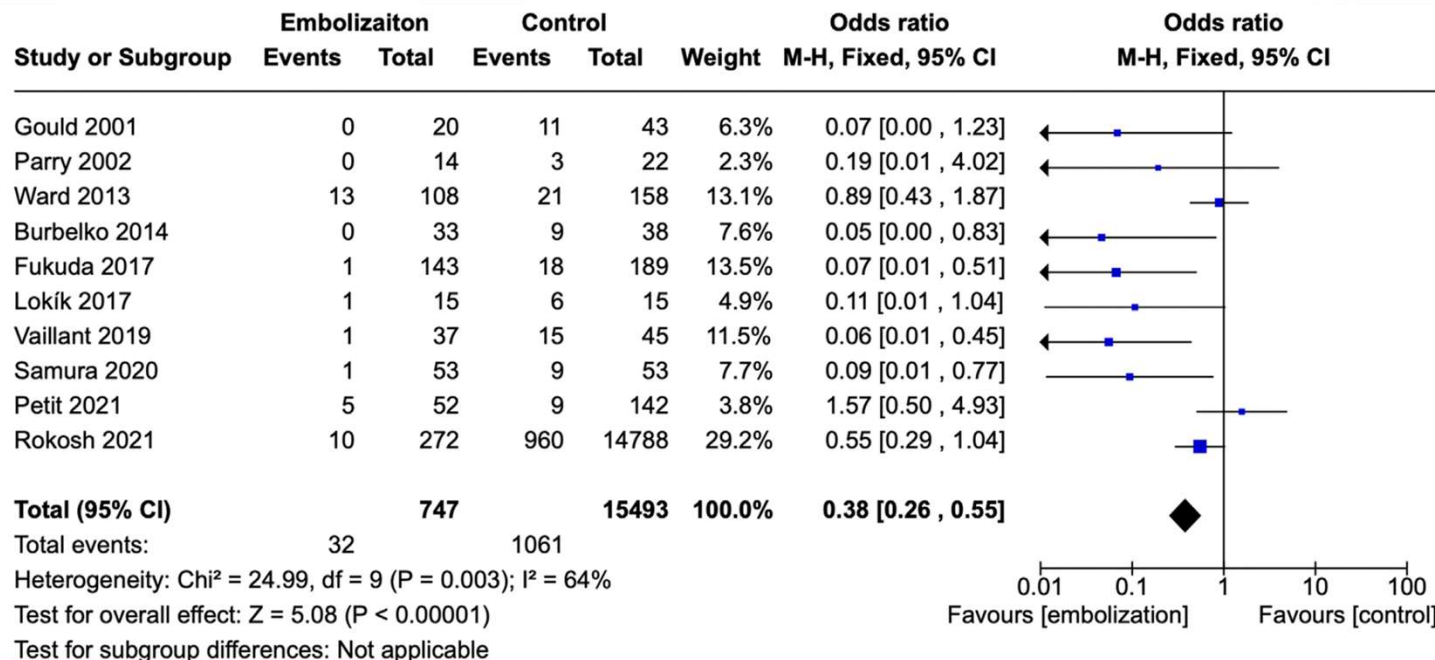 Embolizaiton Control Odds ratio Odds ratio
Study or Subgroup Events Total Events Total Weight M-H, Fixed, 95% CI M-H, Fixed, 95% CI
Gould 2001 0 20 11 43 6.3% 0.07 [0.00 , 1.23]
Parry 2002 0 14 3 22 2.3% 0.19 [0.01 , 4.02]
Ward 2013 13 108 21 158 13.1% 0.89 [0.43 , 1.87]
Burbelko 2014 0 33 9 38 7.6% 0.05 [0.00 , 0.83]
Fukuda 2017 1 143 18 189 13.5% 0.07 [0.01 , 0.51]
Lokík 2017 1 15 6 15 4.9% 0.11 [0.01 , 1.04]
Vaillant 2019 1 37 15 45 11.5% 0.06 [0.01 , 0.45]
Samura 2020 1 53 9 53 7.7% 0.09 [0.01 , 0.77]
Petit 2021 5 52 9 142 3.8% 1.57 [0.50 , 4.93]
Rokosh 2021 10 272 960 14788 29.2% 0.55 [0.29 , 1.04]
Total (95% CI) 747 15493 100.0% 0.38 [0.26 , 0.55]
Total events: 32 1061
Heterogeneity: Chi² = 24.99, df = 9 (P = 0.003); I² = 64%
0.01 0.1 1 10 100
Test for overall effect: Z = 5.08 (P < 0.00001)
Favours [embolization] Favours [control]
Test for subgroup differences: Not applicable